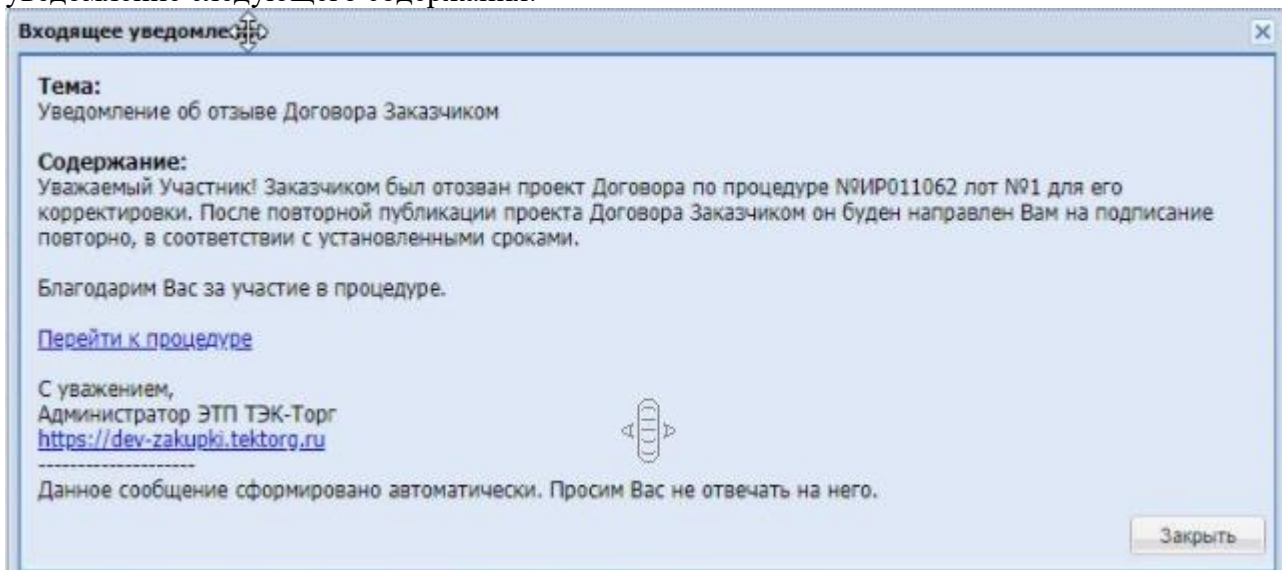 уведомление следующего содержания:
Входящее уведомле
Тема:
Уведомление об отзыве Договора Заказчиком
Содержание:
Уважаемый Участник! Заказчиком был отозван проект Договора по процедуре №ИР011062 лот №1 для его
корректировки. После повторной публикации проекта Договора Заказчиком он буден направлен Вам на подписание
повторно, в соответствии с установленными сроками.
Благодарим Вас за участие в процедуре.
Перейти к процедуре
С уважением,
Администратор ЭТП ТЭК-Торг
https://dev-zakupki.tektorg.ru
--------------------
Данное сообщение сформировано автоматически. Просим Вас не отвечать на него.
Закрыть